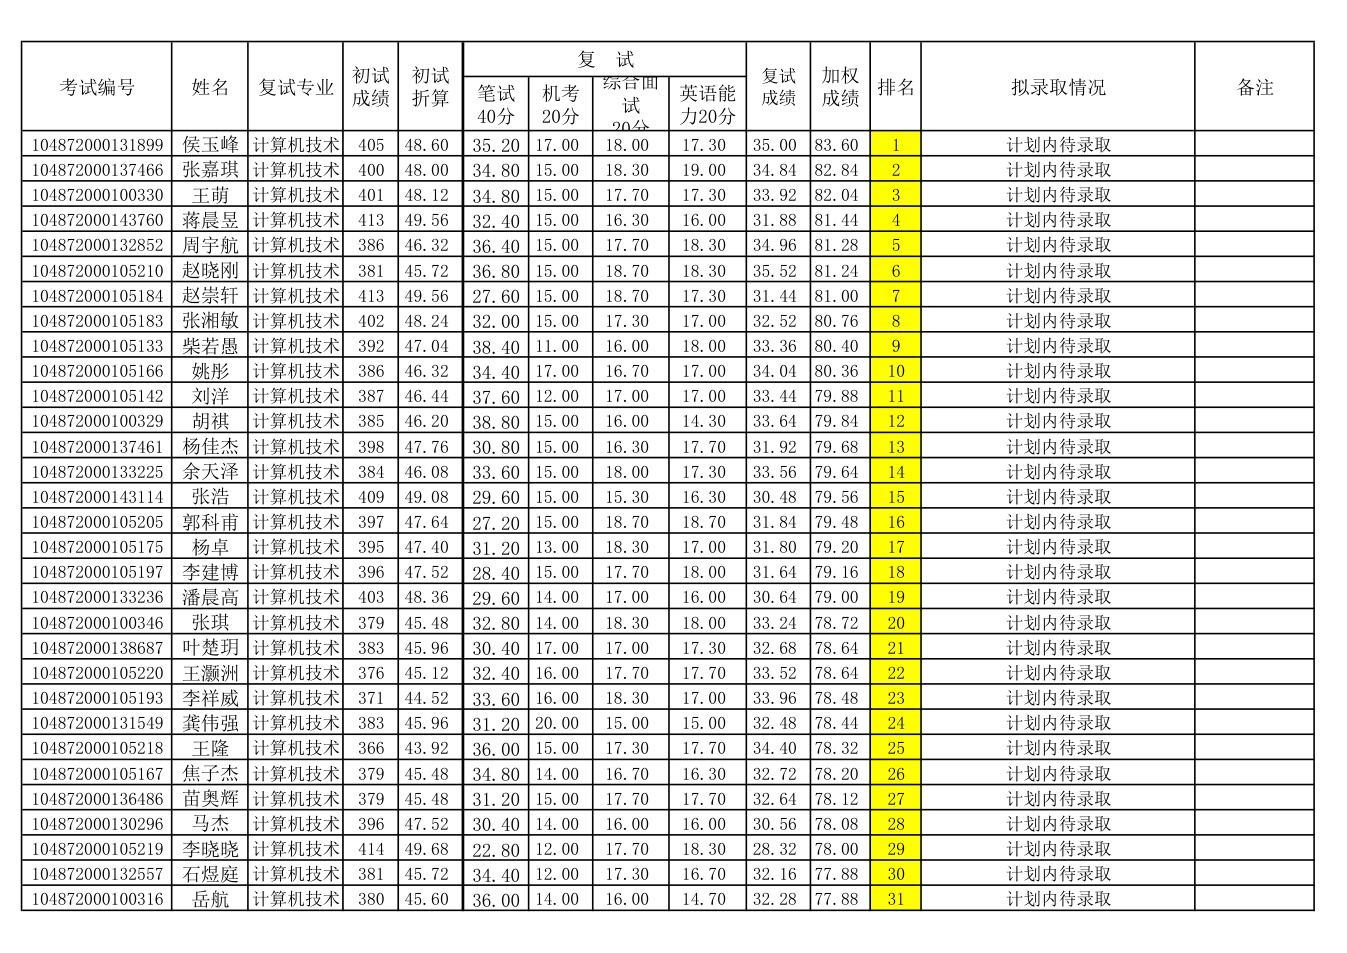 考试编号 姓名 复试专业 初试成绩 初试折算 复 试 复试成绩 加权成绩 排名 拟录取情况 备注
笔试40分 机考20分 综合面试20分 英语能力20分
104872000131899 侯玉峰 计算机技术 405 48.60 35.20 17.00 18.00 17.30 35.00 83.60 1 计划内待录取
104872000137466 张嘉琪 计算机技术 400 48.00 34.80 15.00 18.30 19.00 34.84 82.84 2 计划内待录取
104872000100330 王萌 计算机技术 401 48.12 34.80 15.00 17.70 17.30 33.92 82.04 3 计划内待录取
104872000143760 蒋晨昱 计算机技术 413 49.56 32.40 15.00 16.30 16.00 31.88 81.44 4 计划内待录取
104872000132852 周宇航 计算机技术 386 46.32 36.40 15.00 17.70 18.30 34.96 81.28 5 计划内待录取
104872000105210 赵晓刚 计算机技术 381 45.72 36.80 15.00 18.70 18.30 35.52 81.24 6 计划内待录取
104872000105184 赵崇轩 计算机技术 413 49.56 27.60 15.00 18.70 17.30 31.44 81.00 7 计划内待录取
104872000105183 张湘敏 计算机技术 402 48.24 32.00 15.00 17.30 17.00 32.52 80.76 8 计划内待录取
104872000105133 柴若愚 计算机技术 392 47.04 38.40 11.00 16.00 18.00 33.36 80.40 9 计划内待录取
104872000105166 姚彤 计算机技术 386 46.32 34.40 17.00 16.70 17.00 34.04 80.36 10 计划内待录取
104872000105142 刘洋 计算机技术 387 46.44 37.60 12.00 17.00 17.00 33.44 79.88 11 计划内待录取
104872000100329 胡祺 计算机技术 385 46.20 38.80 15.00 16.00 14.30 33.64 79.84 12 计划内待录取
104872000137461 杨佳杰 计算机技术 398 47.76 30.80 15.00 16.30 17.70 31.92 79.68 13 计划内待录取
104872000133225 余天泽 计算机技术 384 46.08 33.60 15.00 18.00 17.30 33.56 79.64 14 计划内待录取
104872000143114 张浩 计算机技术 409 49.08 29.60 15.00 15.30 16.30 30.48 79.56 15 计划内待录取
104872000105205 郭科甫 计算机技术 397 47.64 27.20 15.00 18.70 18.70 31.84 79.48 16 计划内待录取
104872000105175 杨卓 计算机技术 395 47.40 31.20 13.00 18.30 17.00 31.80 79.20 17 计划内待录取
104872000105197 李建博 计算机技术 396 47.52 28.40 15.00 17.70 18.00 31.64 79.16 18 计划内待录取
104872000133236 潘晨高 计算机技术 403 48.36 29.60 14.00 17.00 16.00 30.64 79.00 19 计划内待录取
104872000100346 张琪 计算机技术 379 45.48 32.80 14.00 18.30 18.00 33.24 78.72 20 计划内待录取
104872000138687 叶楚玥 计算机技术 383 45.96 30.40 17.00 17.00 17.30 32.68 78.64 21 计划内待录取
104872000105220 王灏洲 计算机技术 376 45.12 32.40 16.00 17.70 17.70 33.52 78.64 22 计划内待录取
104872000105193 李祥威 计算机技术 371 44.52 33.60 16.00 18.30 17.00 33.96 78.48 23 计划内待录取
104872000131549 龚伟强 计算机技术 383 45.96 31.20 20.00 15.00 15.00 32.48 78.44 24 计划内待录取
104872000105218 王隆 计算机技术 366 43.92 36.00 15.00 17.30 17.70 34.40 78.32 25 计划内待录取
104872000105167 焦子杰 计算机技术 379 45.48 34.80 14.00 16.70 16.30 32.72 78.20 26 计划内待录取
104872000136486 苗奥辉 计算机技术 379 45.48 31.20 15.00 17.70 17.70 32.64 78.12 27 计划内待录取
104872000130296 马杰 计算机技术 396 47.52 30.40 14.00 16.00 16.00 30.56 78.08 28 计划内待录取
104872000105219 李晓晓 计算机技术 414 49.68 22.80 12.00 17.70 18.30 28.32 78.00 29 计划内待录取
104872000132557 石煜庭 计算机技术 381 45.72 34.40 12.00 17.30 16.70 32.16 77.88 30 计划内待录取
104872000100316 岳航 计算机技术 380 45.60 36.00 14.00 16.00 14.70 32.28 77.88 31 计划内待录取